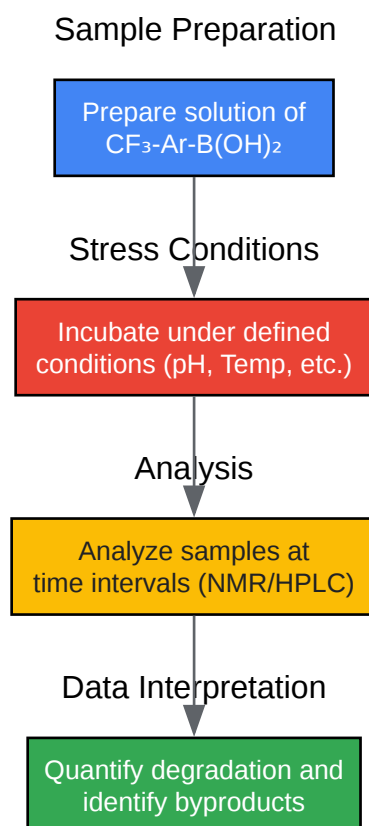 Sample Preparation
Prepare solution of
CF₃-Ar-B(OH)₂
Stress Conditions
Incubate under defined
conditions (pH, Temp, etc.)
Analysis
Analyze samples at
time intervals (NMR/HPLC)
Data Interpretation
Quantify degradation and
identify byproducts